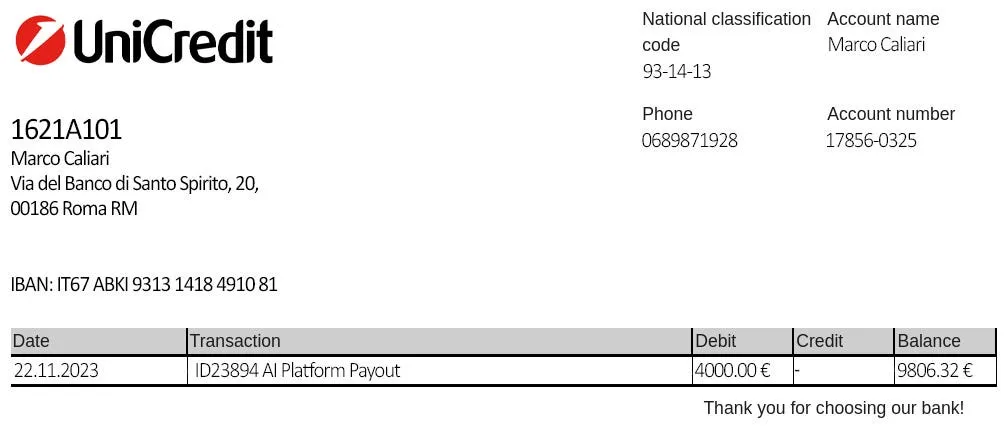 UniCredit
National classification code
93-14-13
Account name
Marco Caliari
Phone
0689871928
Account number
17856-0325
1621A101
Marco Caliari
Via del Banco di Santo Spirito, 20,
00186 Roma RM
IBAN: IT67 ABKI 9313 1418 4910 81
Date Transaction Debit Credit Balance
22.11.2023 ID23894 AI Platform Payout 4000.00 € - 9806.32 €
Thank you for choosing our bank!